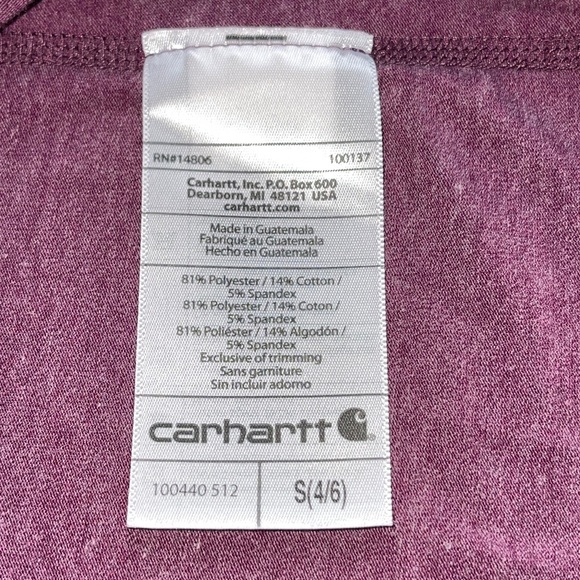 RN#14806 100137
Carhartt, Inc. P.O. Box 600
Dearborn, MI 48121 USA
carhartt.com
Made in Guatemala
Fabriqué au Guatemala
Hecho en Guatemala
81% Polyester / 14% Cotton /
5% Spandex
81% Polyester / 14% Coton /
5% Spandex
81% Poliéster / 14% Algodón /
5% Spandex
Exclusive of trimming
Sans garniture
Sin incluir adorno
carhartt
100440 512 S(4/6)